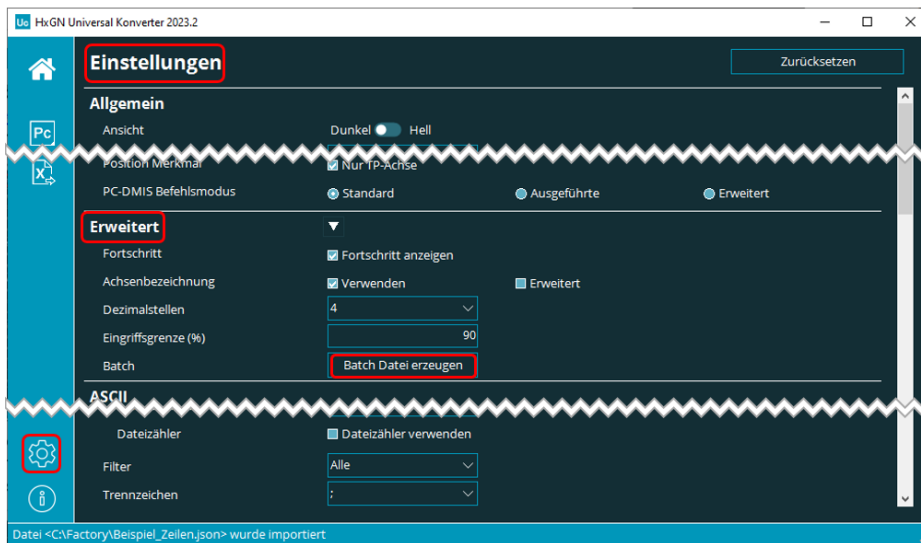 Uc HxGN Universal Konverter 2023.2
Einstellungen
Zurücksetzen
Allgemein
Ansicht Dunkel Hell
Pc
Position Merkmal Nur TP-Achse
PC-DMIS Befehlsmodus Standard Ausgeführte Erweitert
Erweitert
Fortschritt Fortschritt anzeigen
Achsenbezeichnung Verwenden Erweitert
Dezimalstellen 4
Eingriffsgrenze (%) 90
Batch Batch Datei erzeugen
ASCII
Dateizähler Dateizähler verwenden
Filter Alle
Trennzeichen ;
Datei <C:\Factory\Beispiel_Zeilen.json> wurde importiert